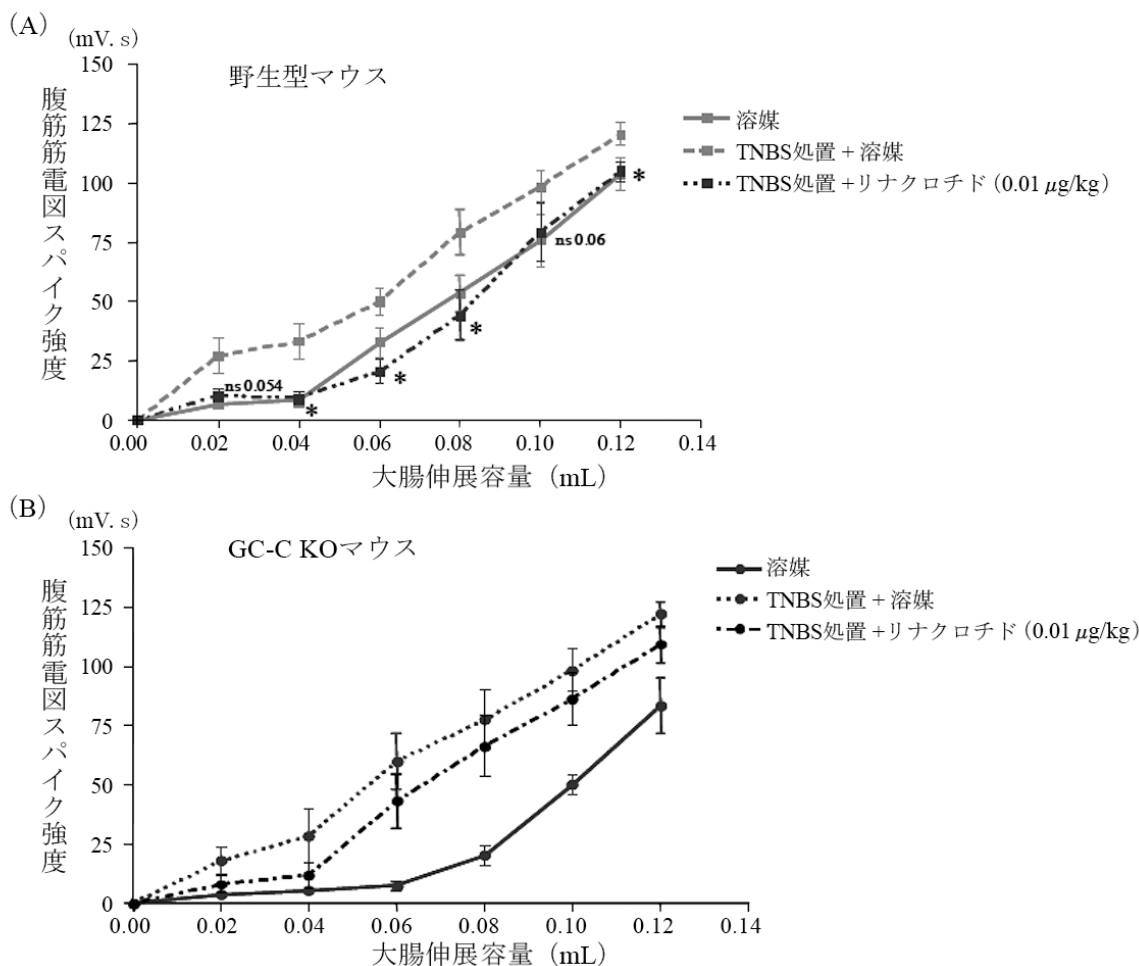 (A)
(mV. s)
150
125
100
75
50
25
0
腹筋筋電図スパイク強度
野生型マウス
溶媒
TNBS処置 + 溶媒
TNBS処置 +リナクロチド (0.01 μg/kg)
ns 0.054
*
*
*
ns 0.06
*
0.00 0.02 0.04 0.06 0.08 0.10 0.12 0.14
大腸伸展容量 (mL)
(B)
(mV. s)
150
125
100
75
50
25
0
腹筋筋電図スパイク強度
GC-C KOマウス
溶媒
TNBS処置 + 溶媒
TNBS処置 +リナクロチド (0.01 μg/kg)
0.00 0.02 0.04 0.06 0.08 0.10 0.12 0.14
大腸伸展容量 (mL)